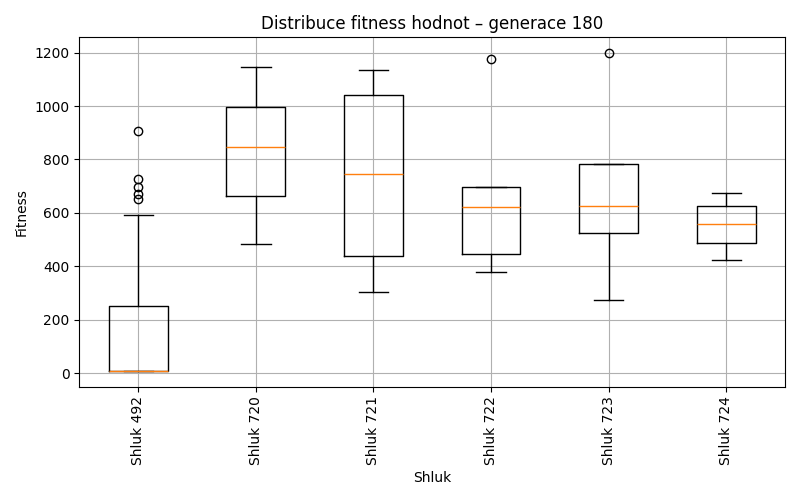 Distribuce fitness hodnot – generace 180
Fitness
1200
1000
800
600
400
200
0
Shluk 492
Shluk 720
Shluk 721
Shluk 722
Shluk 723
Shluk 724
Shluk